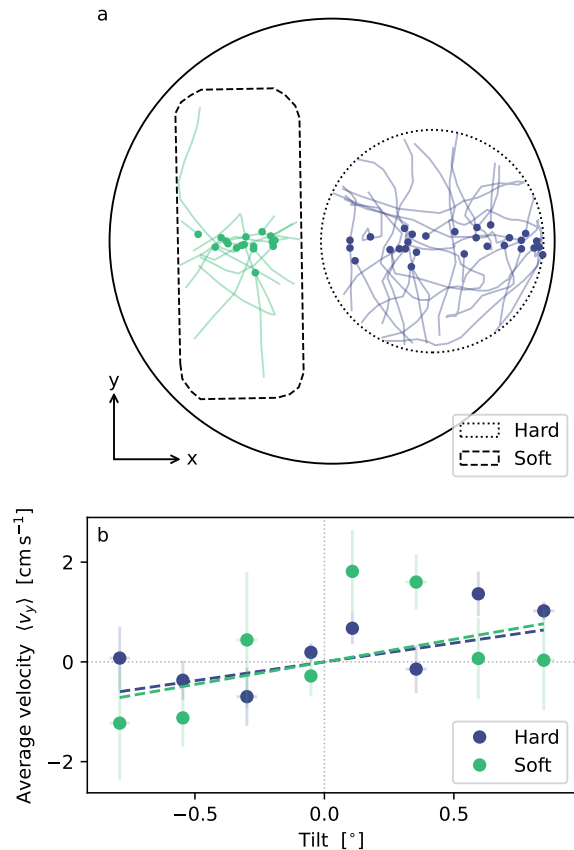 a
y
x
Hard
Soft
b
Average velocity ⟨v_y⟩ [cm s⁻¹]
2
0
−2
Hard
Soft
−0.5
0.0
0.5
Tilt [°]